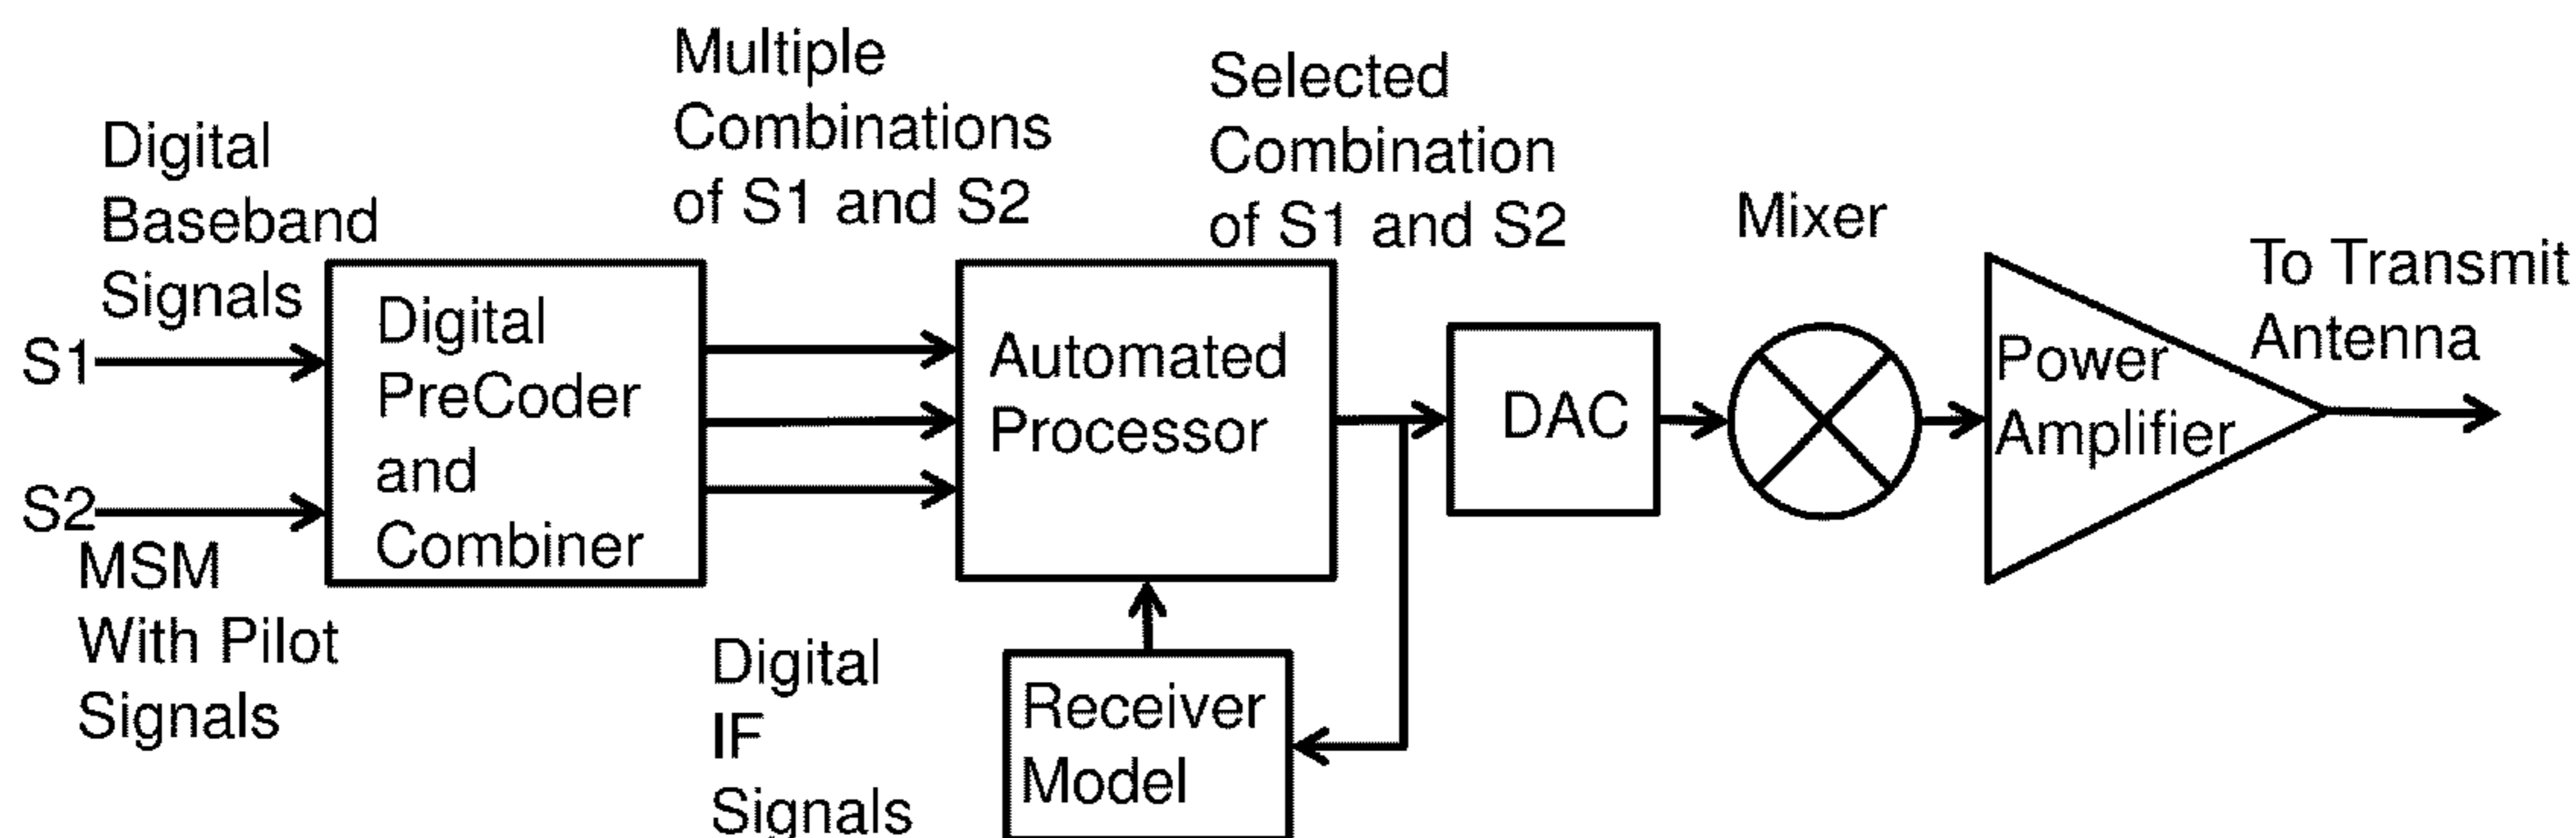 Digital
Baseband
Signals
S1
S2
MSM
With Pilot
Signals
Digital
PreCoder
and
Combiner
Multiple
Combinations
of S1 and S2
Digital
IF
Signals
Automated
Processor
Receiver
Model
Selected
Combination
of S1 and S2
DAC
Mixer
Power
Amplifier
To Transmit
Antenna